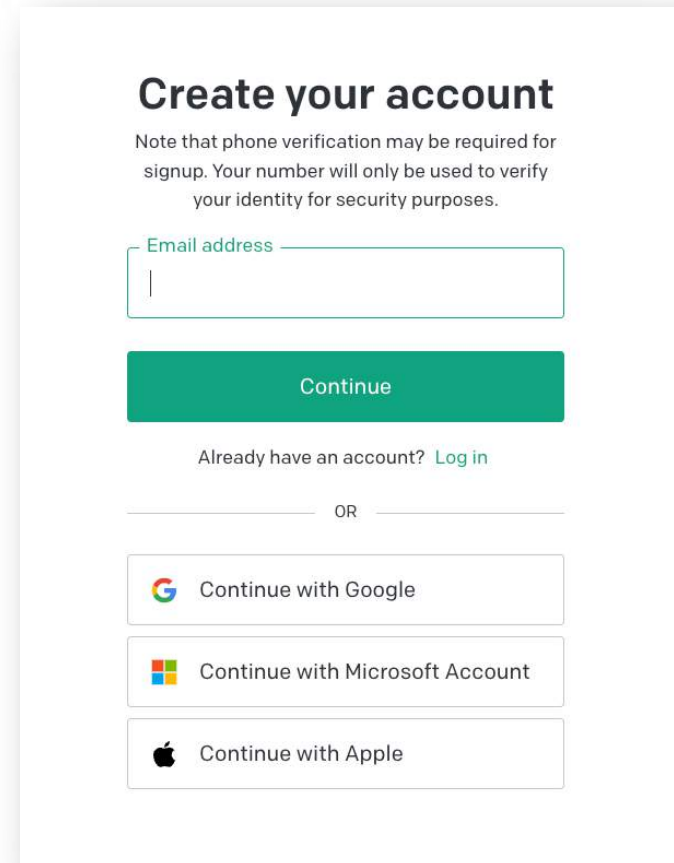 Create your account
Note that phone verification may be required for
signup. Your number will only be used to verify
your identity for security purposes.
Email address
Continue
Already have an account? Log in
OR
Continue with Google
Continue with Microsoft Account
Continue with Apple